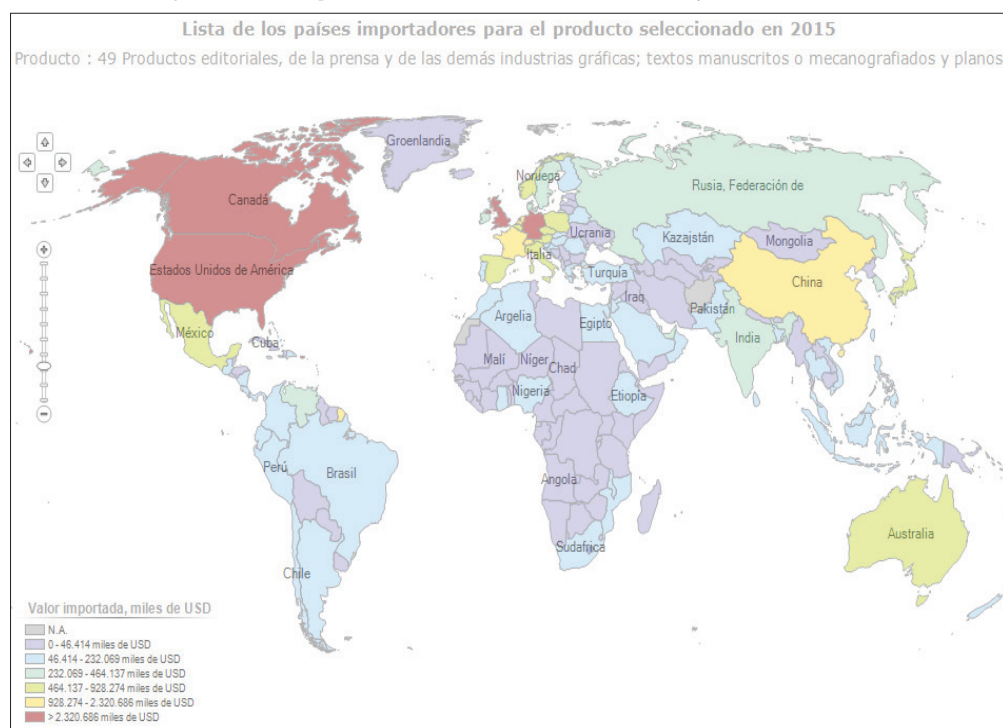 Lista de los países importadores para el producto seleccionado en 2015
Producto : 49 Productos editoriales, de la prensa y de las demás industrias gráficas; textos manuscritos o mecanografiados y planos
Groenlandia
Canadá
Noruega
Rusia, Federación de
Ucrania
Kazajstán
Mongolia
Estados Unidos de América
Italia
Turquía
China
Iraq
Pakistán
México
Cuba
Argelia
Egipto
India
Malí
Níger
Chad
Nigeria
Etiopia
Perú
Brasil
Angola
Sudafrica
Australia
Chile
Valor importada, miles de USD
N.A.
0 - 46.414 miles de USD
46.414 - 232.069 miles de USD
232.069 - 464.137 miles de USD
464.137 - 928.274 miles de USD
928.274 - 2.320.686 miles de USD
> 2.320.686 miles de USD